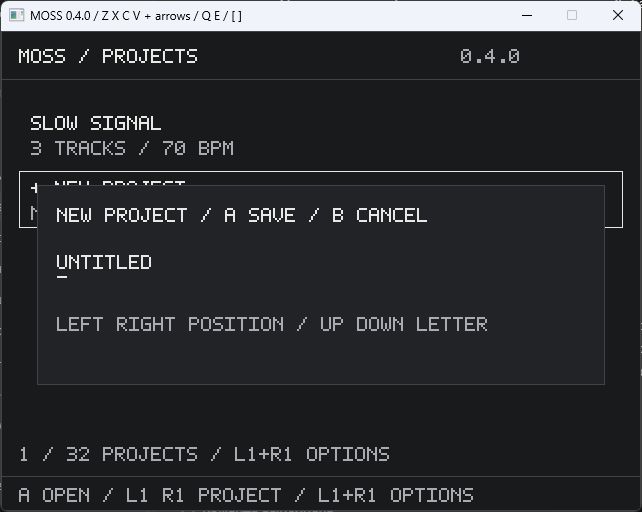 MOSS 0.4.0 / Z X C V + arrows / Q E / [ ]
MOSS / PROJECTS 0.4.0
SLOW SIGNAL
3 TRACKS / 70 BPM
+ NEW PROJECT
NEW PROJECT / A SAVE / B CANCEL
UNTITLED
LEFT RIGHT POSITION / UP DOWN LETTER
1 / 32 PROJECTS / L1+R1 OPTIONS
A OPEN / L1 R1 PROJECT / L1+R1 OPTIONS